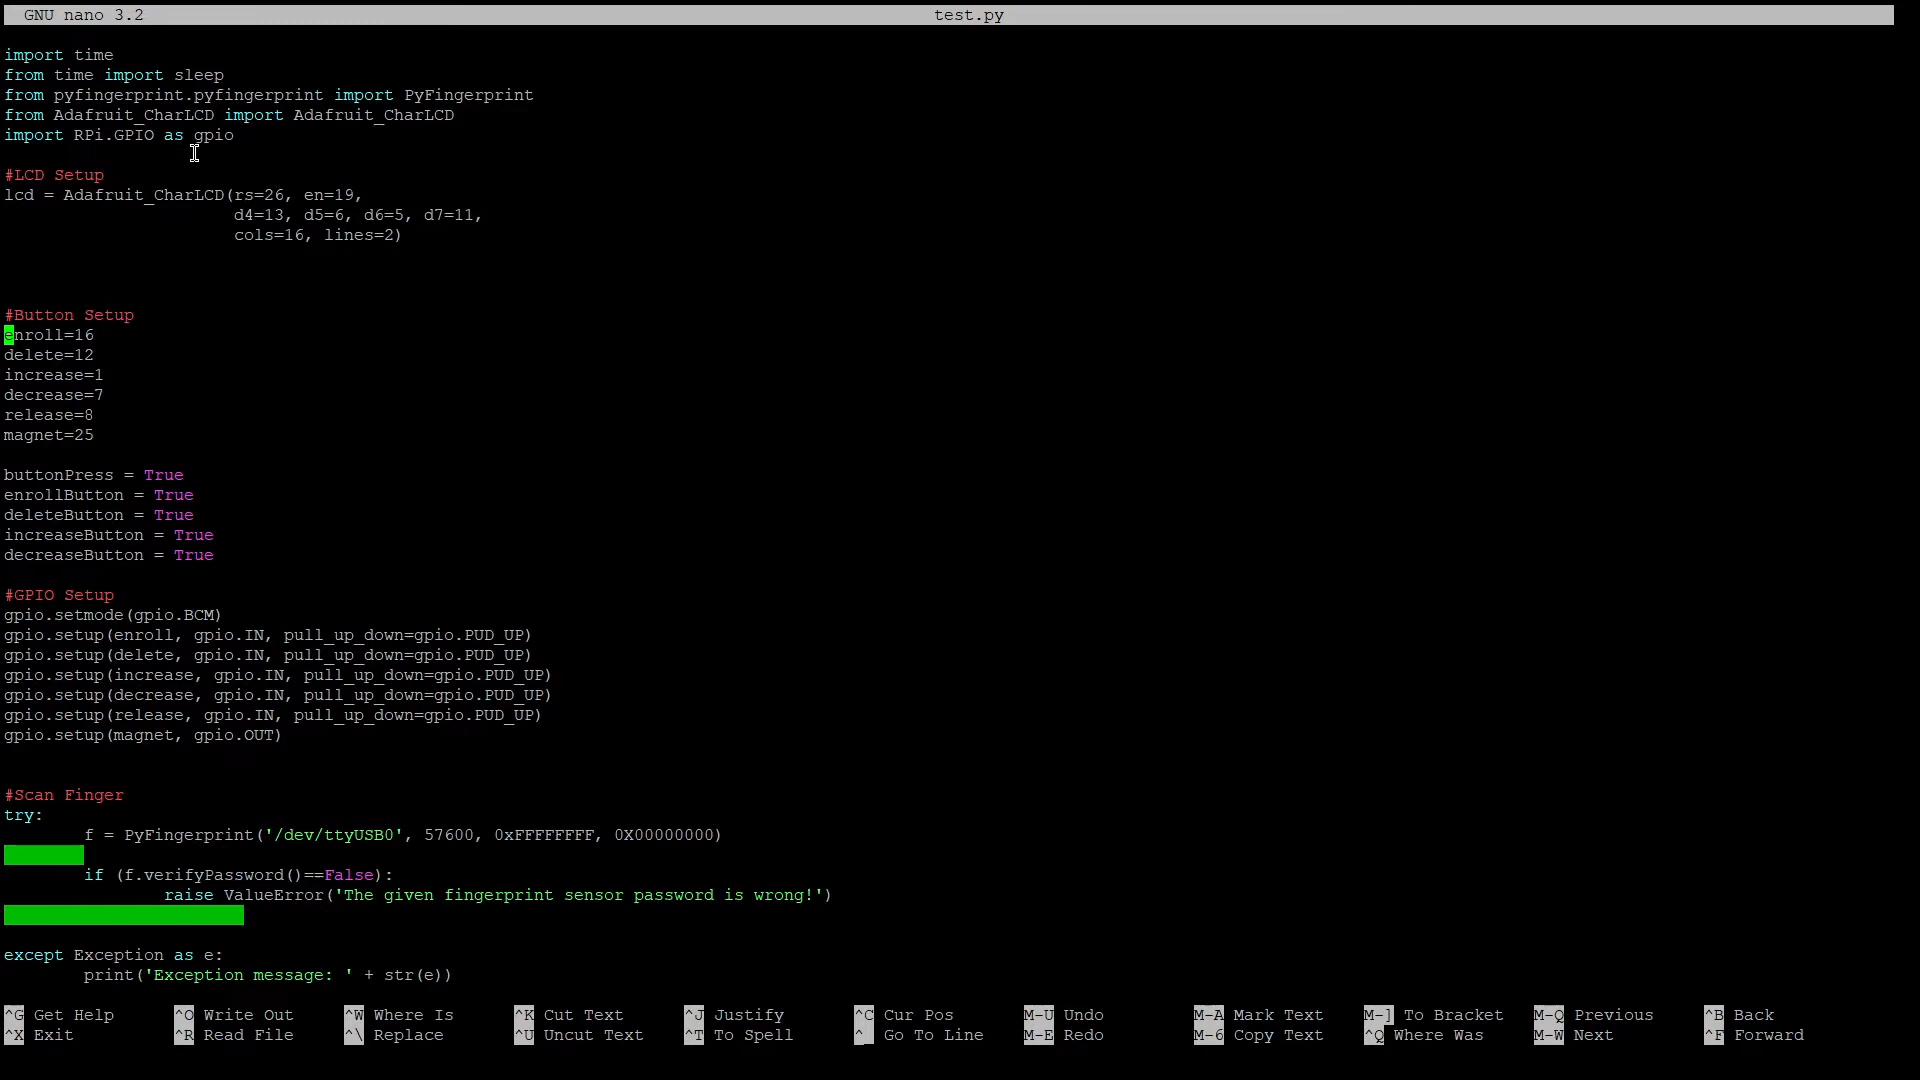 GNU nano 3.2 test.py
import time
from time import sleep
from pyfingerprint.pyfingerprint import PyFingerprint
from Adafruit_CharLCD import Adafruit_CharLCD
import RPi.GPIO as gpio
#LCD Setup
lcd = Adafruit_CharLCD(rs=26, en=19,
d4=13, d5=6, d6=5, d7=11,
cols=16, lines=2)
#Button Setup
enroll=16
delete=12
increase=1
decrease=7
release=8
magnet=25
buttonPress = True
enrollButton = True
deleteButton = True
increaseButton = True
decreaseButton = True
#GPIO Setup
gpio.setmode(gpio.BCM)
gpio.setup(enroll, gpio.IN, pull_up_down=gpio.PUD_UP)
gpio.setup(delete, gpio.IN, pull_up_down=gpio.PUD_UP)
gpio.setup(increase, gpio.IN, pull_up_down=gpio.PUD_UP)
gpio.setup(decrease, gpio.IN, pull_up_down=gpio.PUD_UP)
gpio.setup(release, gpio.IN, pull_up_down=gpio.PUD_UP)
gpio.setup(magnet, gpio.OUT)
#Scan Finger
try:
f = PyFingerprint('/dev/ttyUSB0', 57600, 0xFFFFFFFF, 0X00000000)
if (f.verifyPassword()==False):
raise ValueError('The given fingerprint sensor password is wrong!')
except Exception as e:
print('Exception message: ' + str(e))
^G Get Help ^O Write Out ^W Where Is ^K Cut Text ^J Justify ^C Cur Pos M-U Undo M-A Mark Text M-] To Bracket M-Q Previous ^B Back
^X Exit ^R Read File ^\ Replace ^U Uncut Text ^T To Spell ^_ Go To Line M-E Redo M-6 Copy Text ^Q Where Was M-W Next ^F Forward